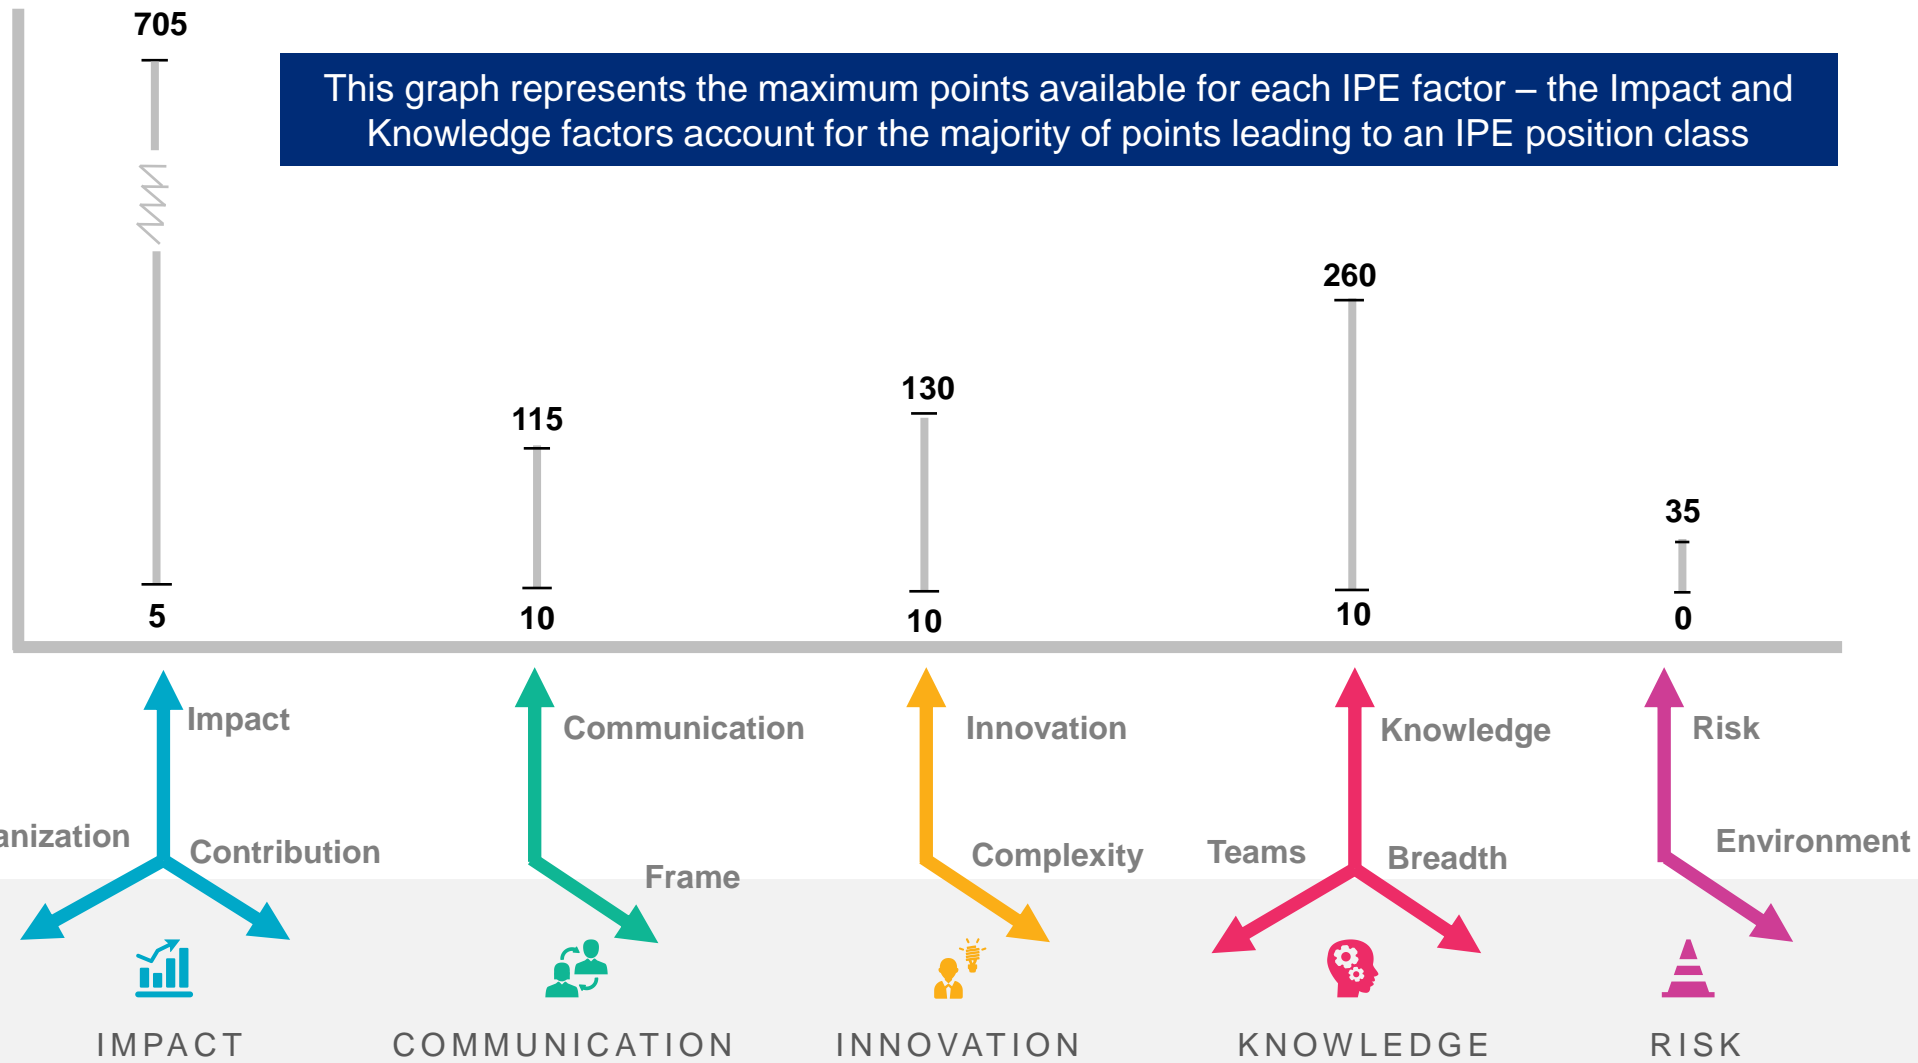 705
This graph represents the maximum points available for each IPE factor – the Impact and
Knowledge factors account for the majority of points leading to an IPE position class
260
130
115
35
5
10
10
10
0
Impact
Communication
Innovation
Knowledge
Risk
anization
Contribution
Frame
Complexity
Teams
Breadth
Environment
IMPACT
COMMUNICATION
INNOVATION
KNOWLEDGE
RISK